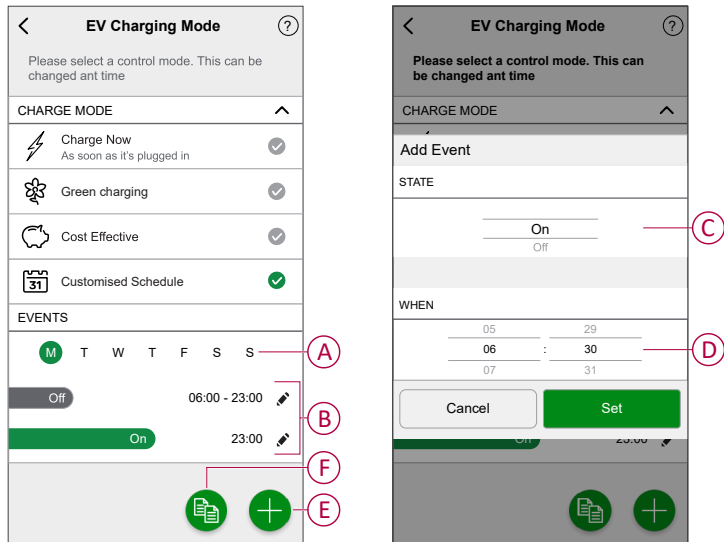 EV Charging Mode
?
Please select a control mode. This can be
changed ant time
CHARGE MODE
Charge Now
As soon as it's plugged in
Green charging
Cost Effective
31
Customised Schedule
EVENTS
M T W T F S S
A
Off 06:00 - 23:00
B
On 23:00
F
E
EV Charging Mode
?
Please select a control mode. This can
be changed ant time
CHARGE MODE
Add Event
STATE
On
C
Off
WHEN
05 29
06 : 30
D
07 31
Cancel Set
On 23:00